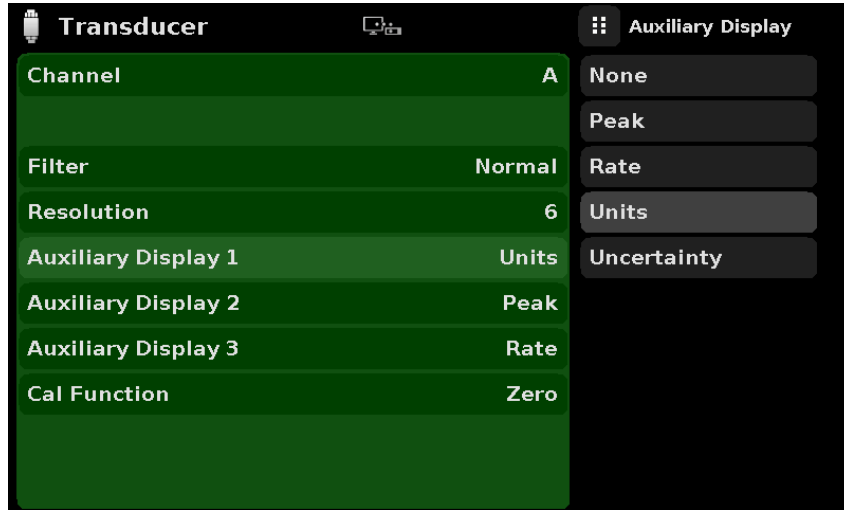 Transducer
Channel A
Filter Normal
Resolution 6
Auxiliary Display 1 Units
Auxiliary Display 2 Peak
Auxiliary Display 3 Rate
Cal Function Zero
Auxiliary Display
None
Peak
Rate
Units
Uncertainty